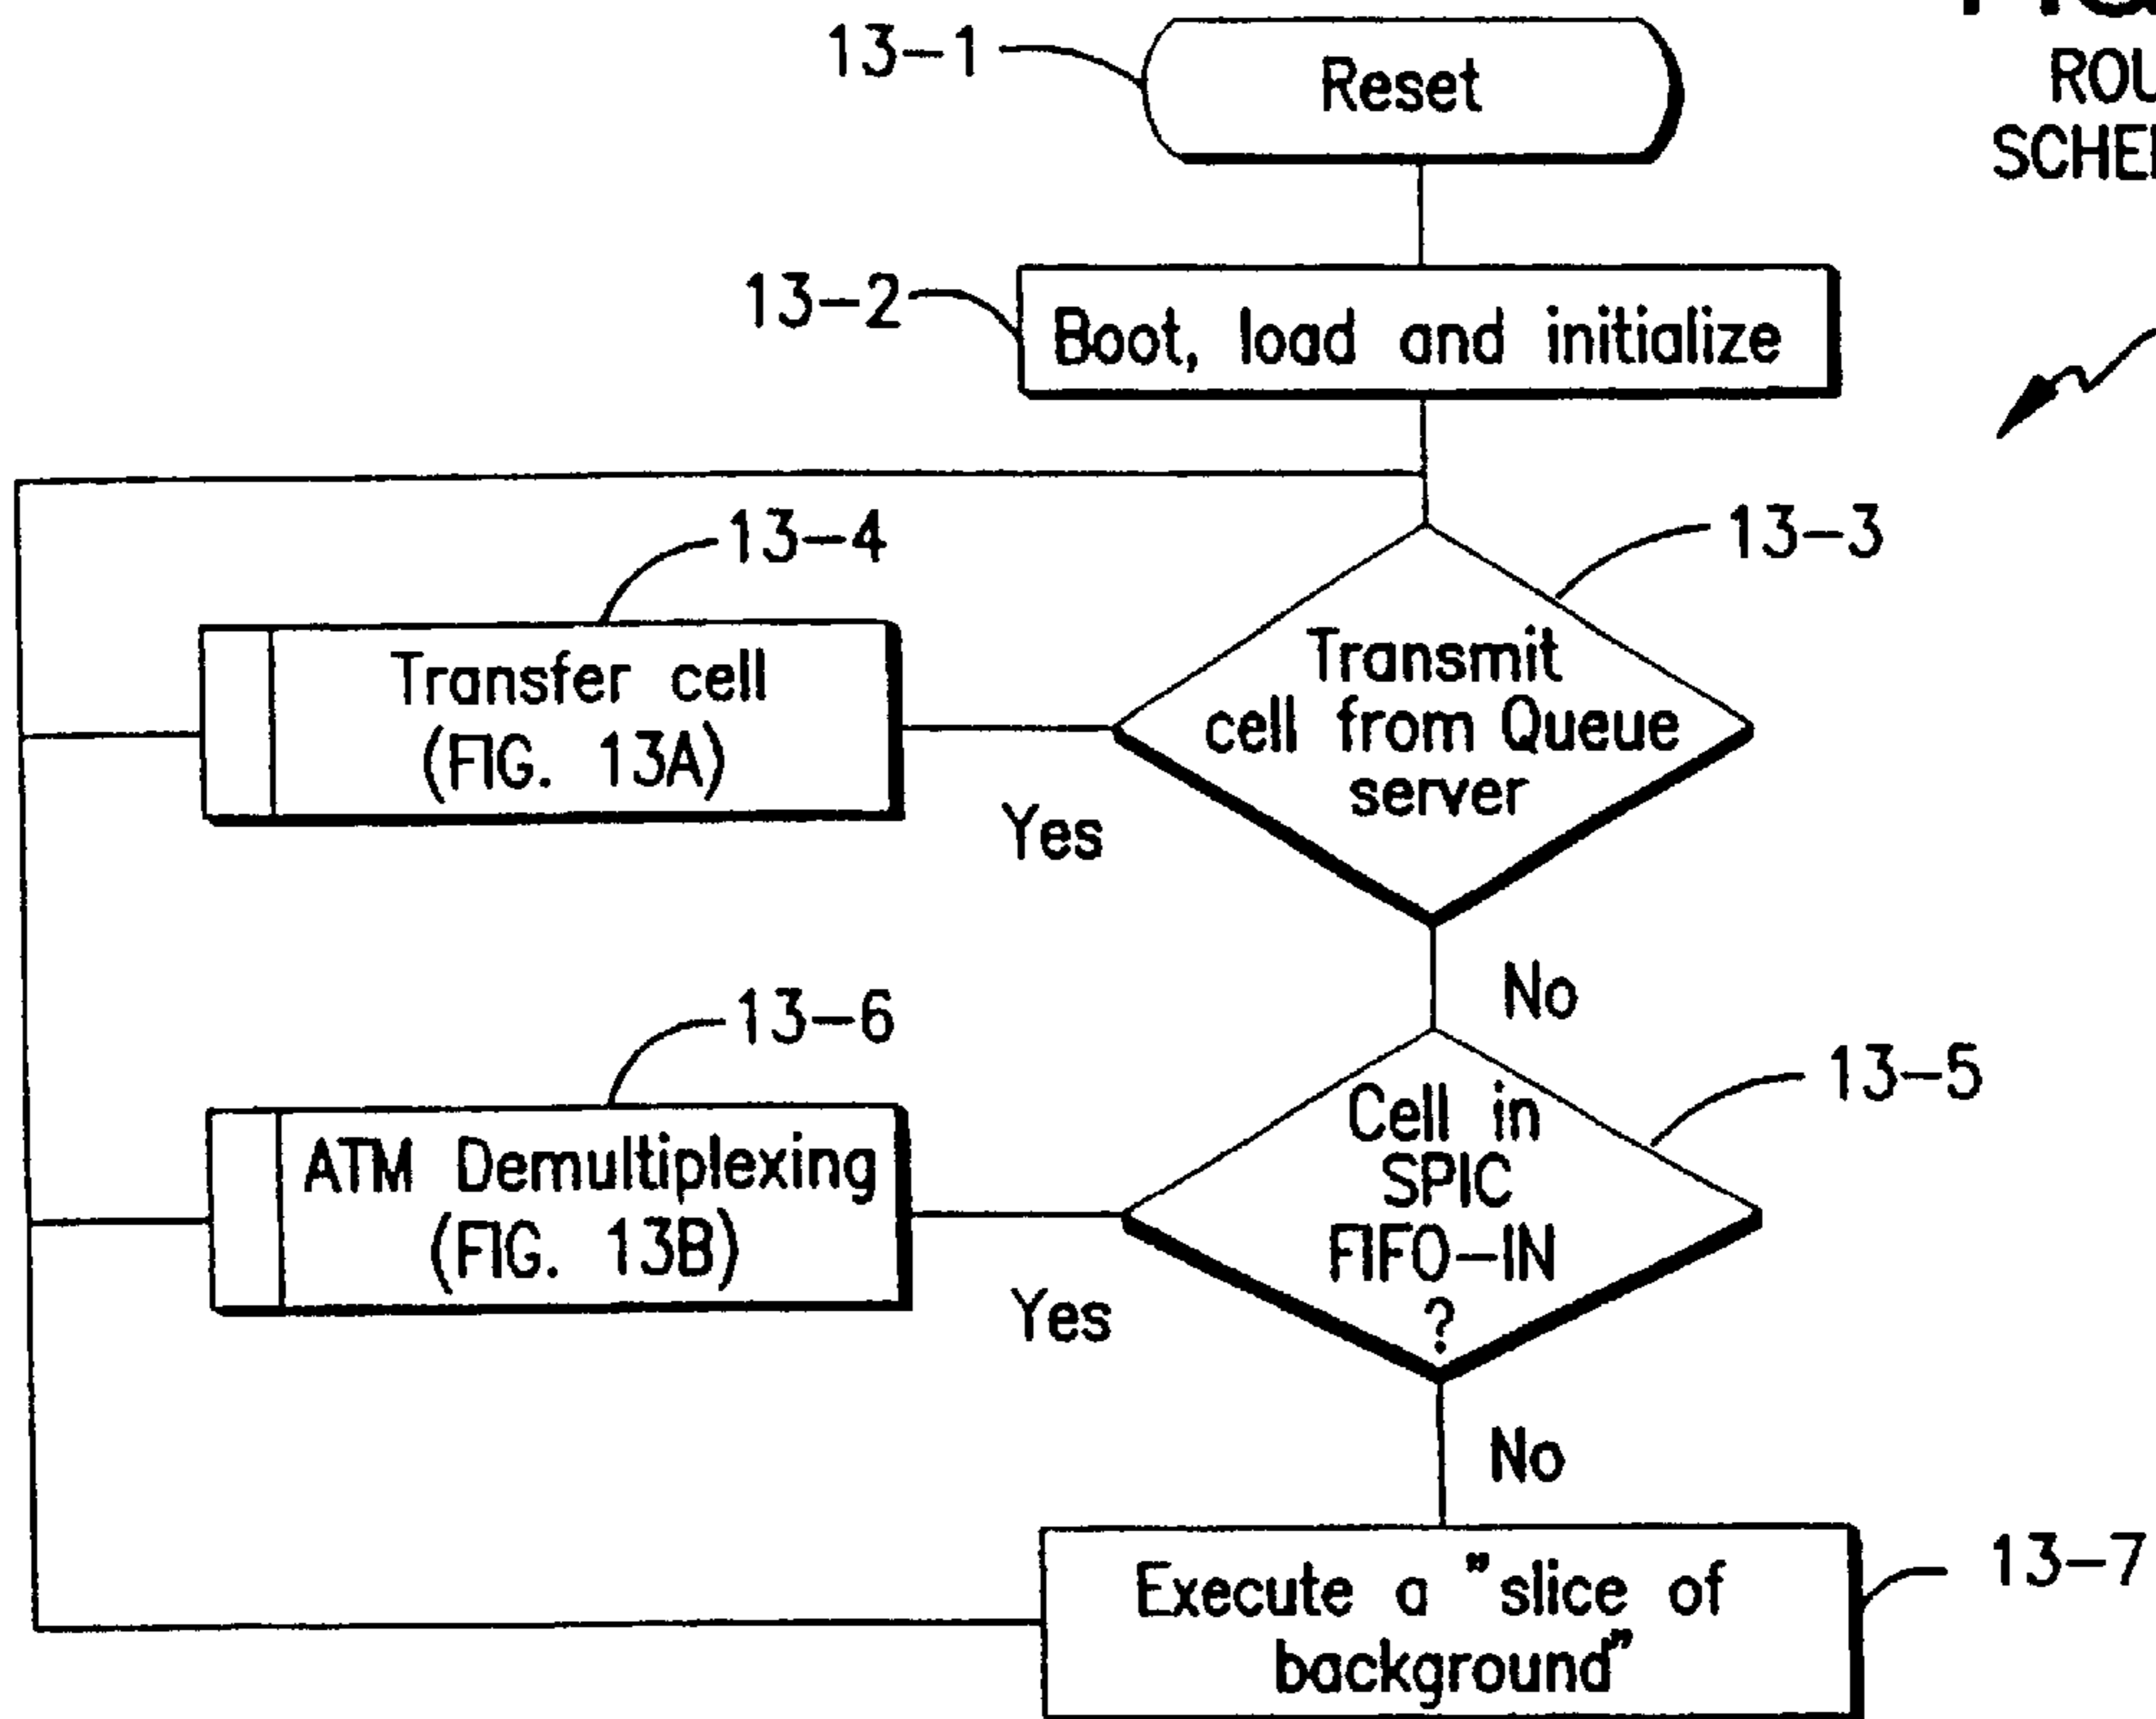 13-1
Reset
13-2
Boot, load and initialize
13-4
13-3
Transfer cell
(FIG. 13A)
Transmit
cell from Queue
server
Yes
No
13-6
13-5
ATM Demultiplexing
(FIG. 13B)
Cell in
SPIC
FIFO-IN
?
Yes
No
Execute a "slice of
background"
13-7